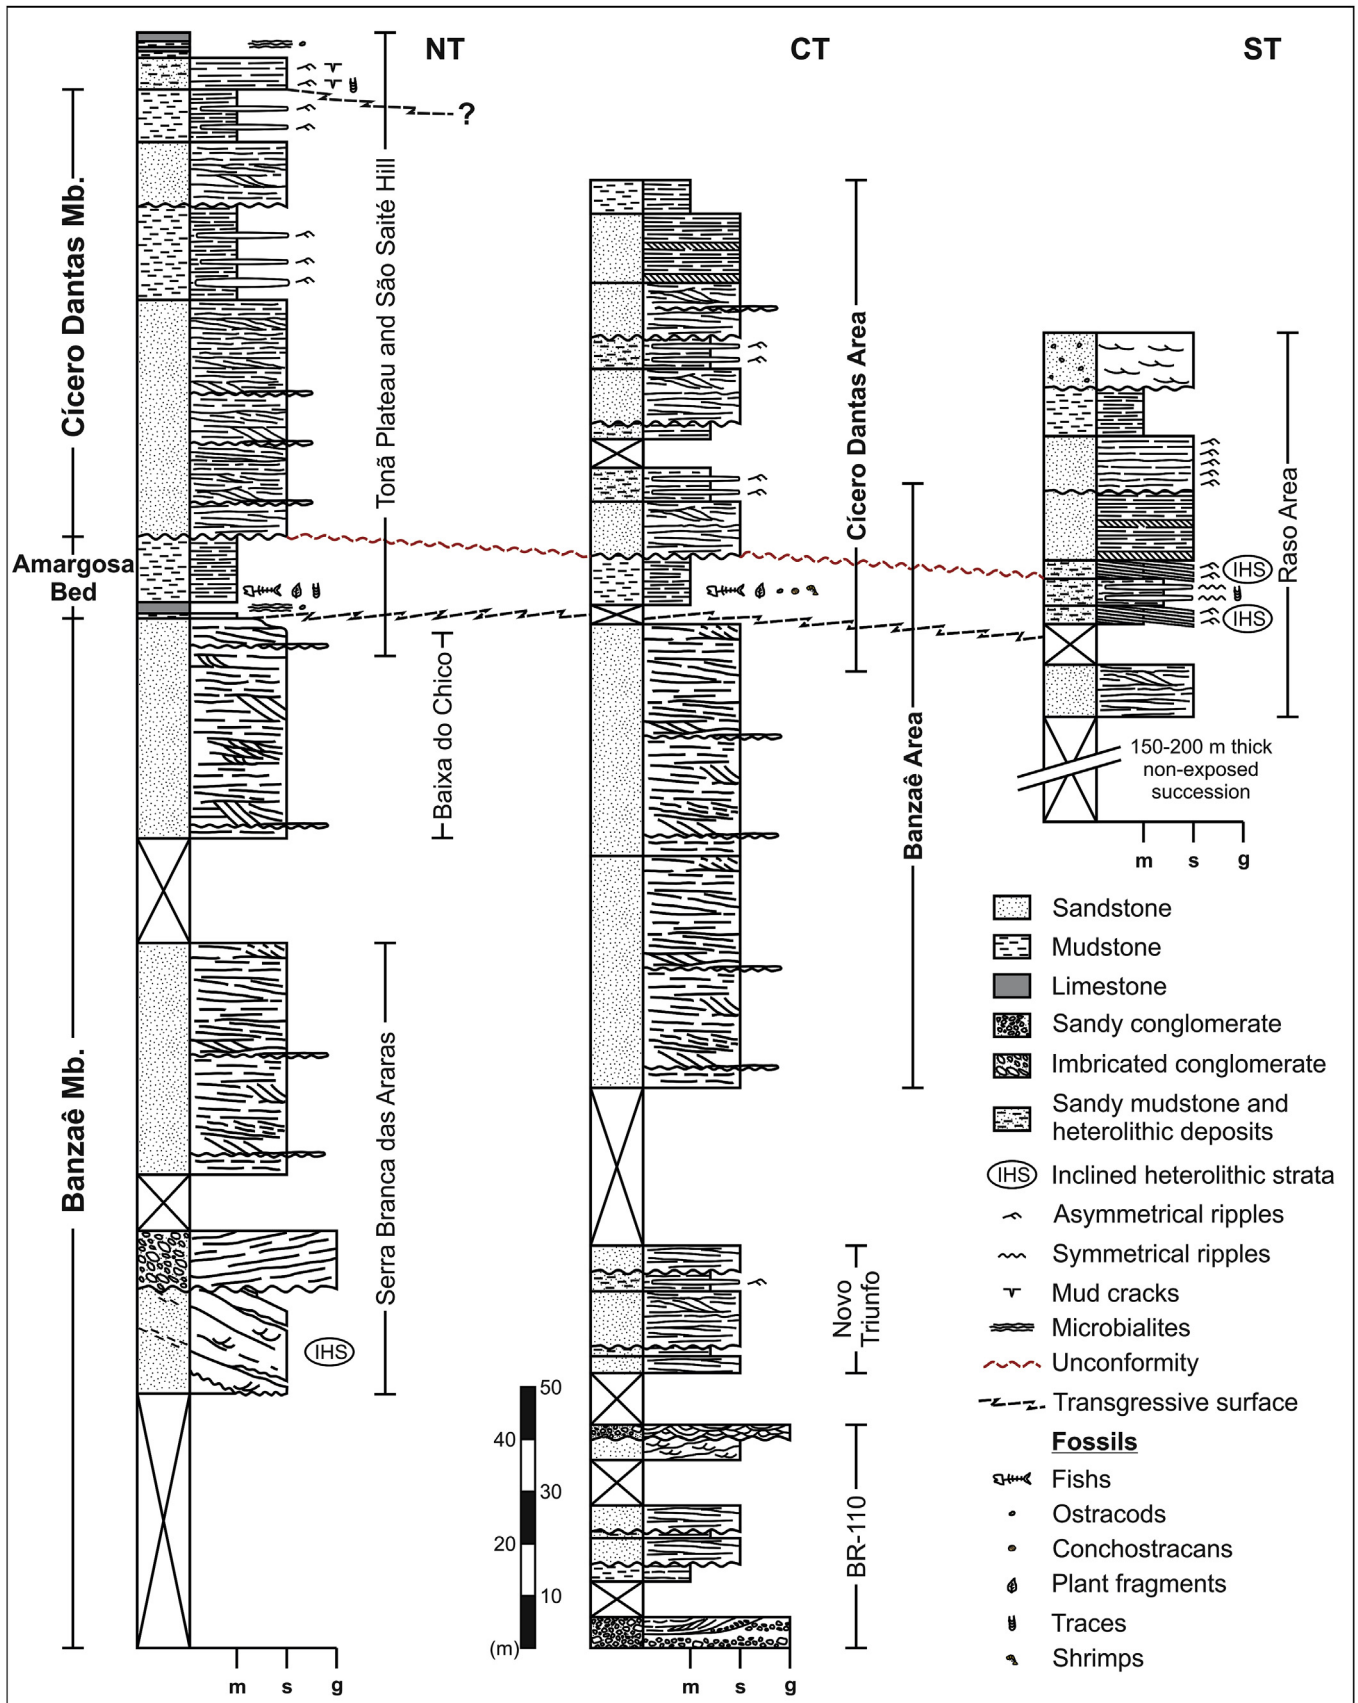 NT
CT
ST
?
Cícero Dantas Mb.
Amargosa
Bed
Banzaê Mb.
Tonã Plateau and São Saité Hill
Baixa do Chico
Serra Branca das Araras
IHS
m s g
Cícero Dantas Area
Banzaê Area
Novo
Triunfo
BR-110
50
40
30
20
10
(m)
m s g
IHS
IHS
Raso Area
150-200 m thick
non-exposed
succession
m s g
Sandstone
Mudstone
Limestone
Sandy conglomerate
Imbricated conglomerate
Sandy mudstone and
heterolithic deposits
IHS Inclined heterolithic strata
Asymmetrical ripples
Symmetrical ripples
Mud cracks
Microbialites
Unconformity
Transgressive surface
Fossils
Fishs
Ostracods
Conchostracans
Plant fragments
Traces
Shrimps